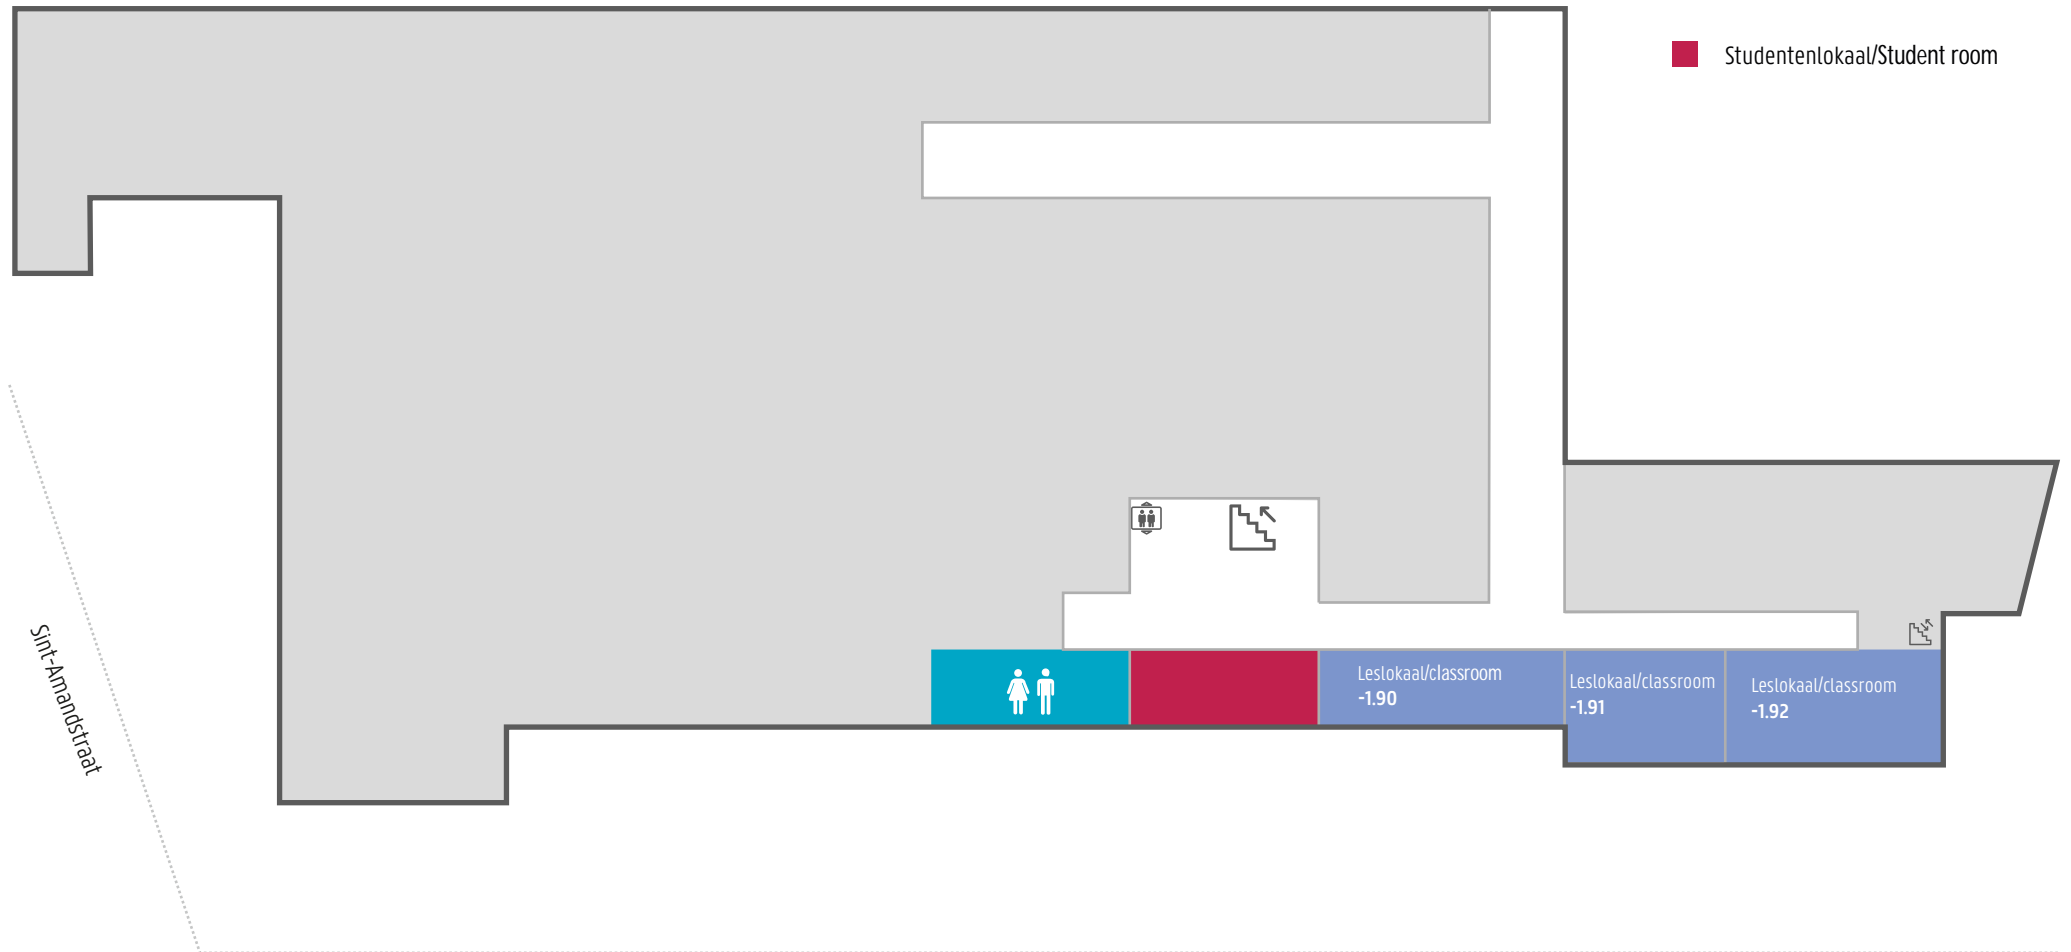 Studentenlokaal/Student room
Sint-Amandstraat
Leslokaal/classroom
-1.90
Leslokaal/classroom
-1.91
Leslokaal/classroom
-1.92